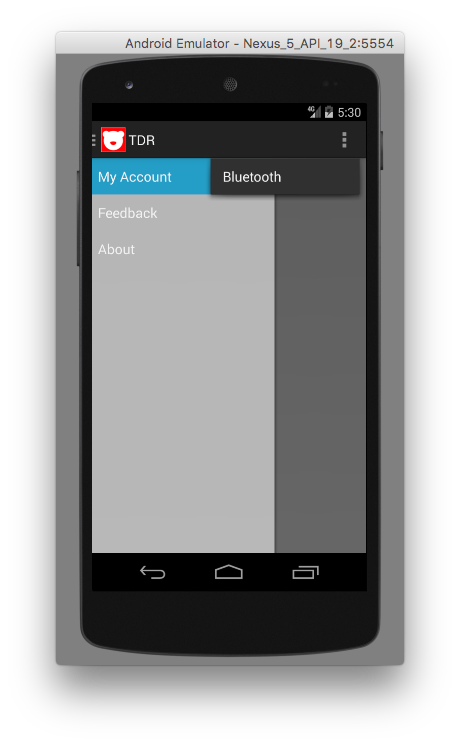 Android Emulator - Nexus_5_API_19_2:5554
4G 5:30
TDR
My Account
Bluetooth
Feedback
About